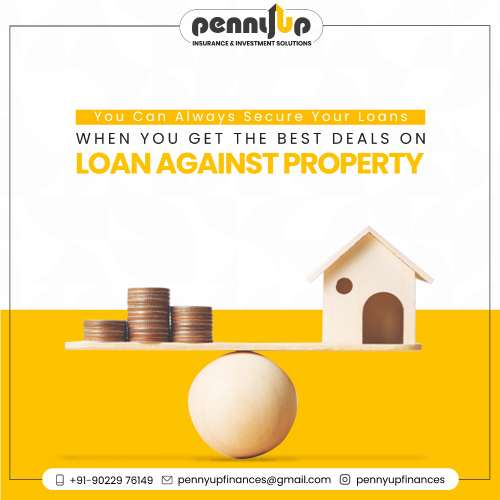 pennyUp
INSURANCE & INVESTMENT SOLUTIONS
You Can Always Secure Your Loans
WHEN YOU GET THE BEST DEALS ON
LOAN AGAINST PROPERTY
+91-90229 76149 pennyupfinances@gmail.com pennyupfinances